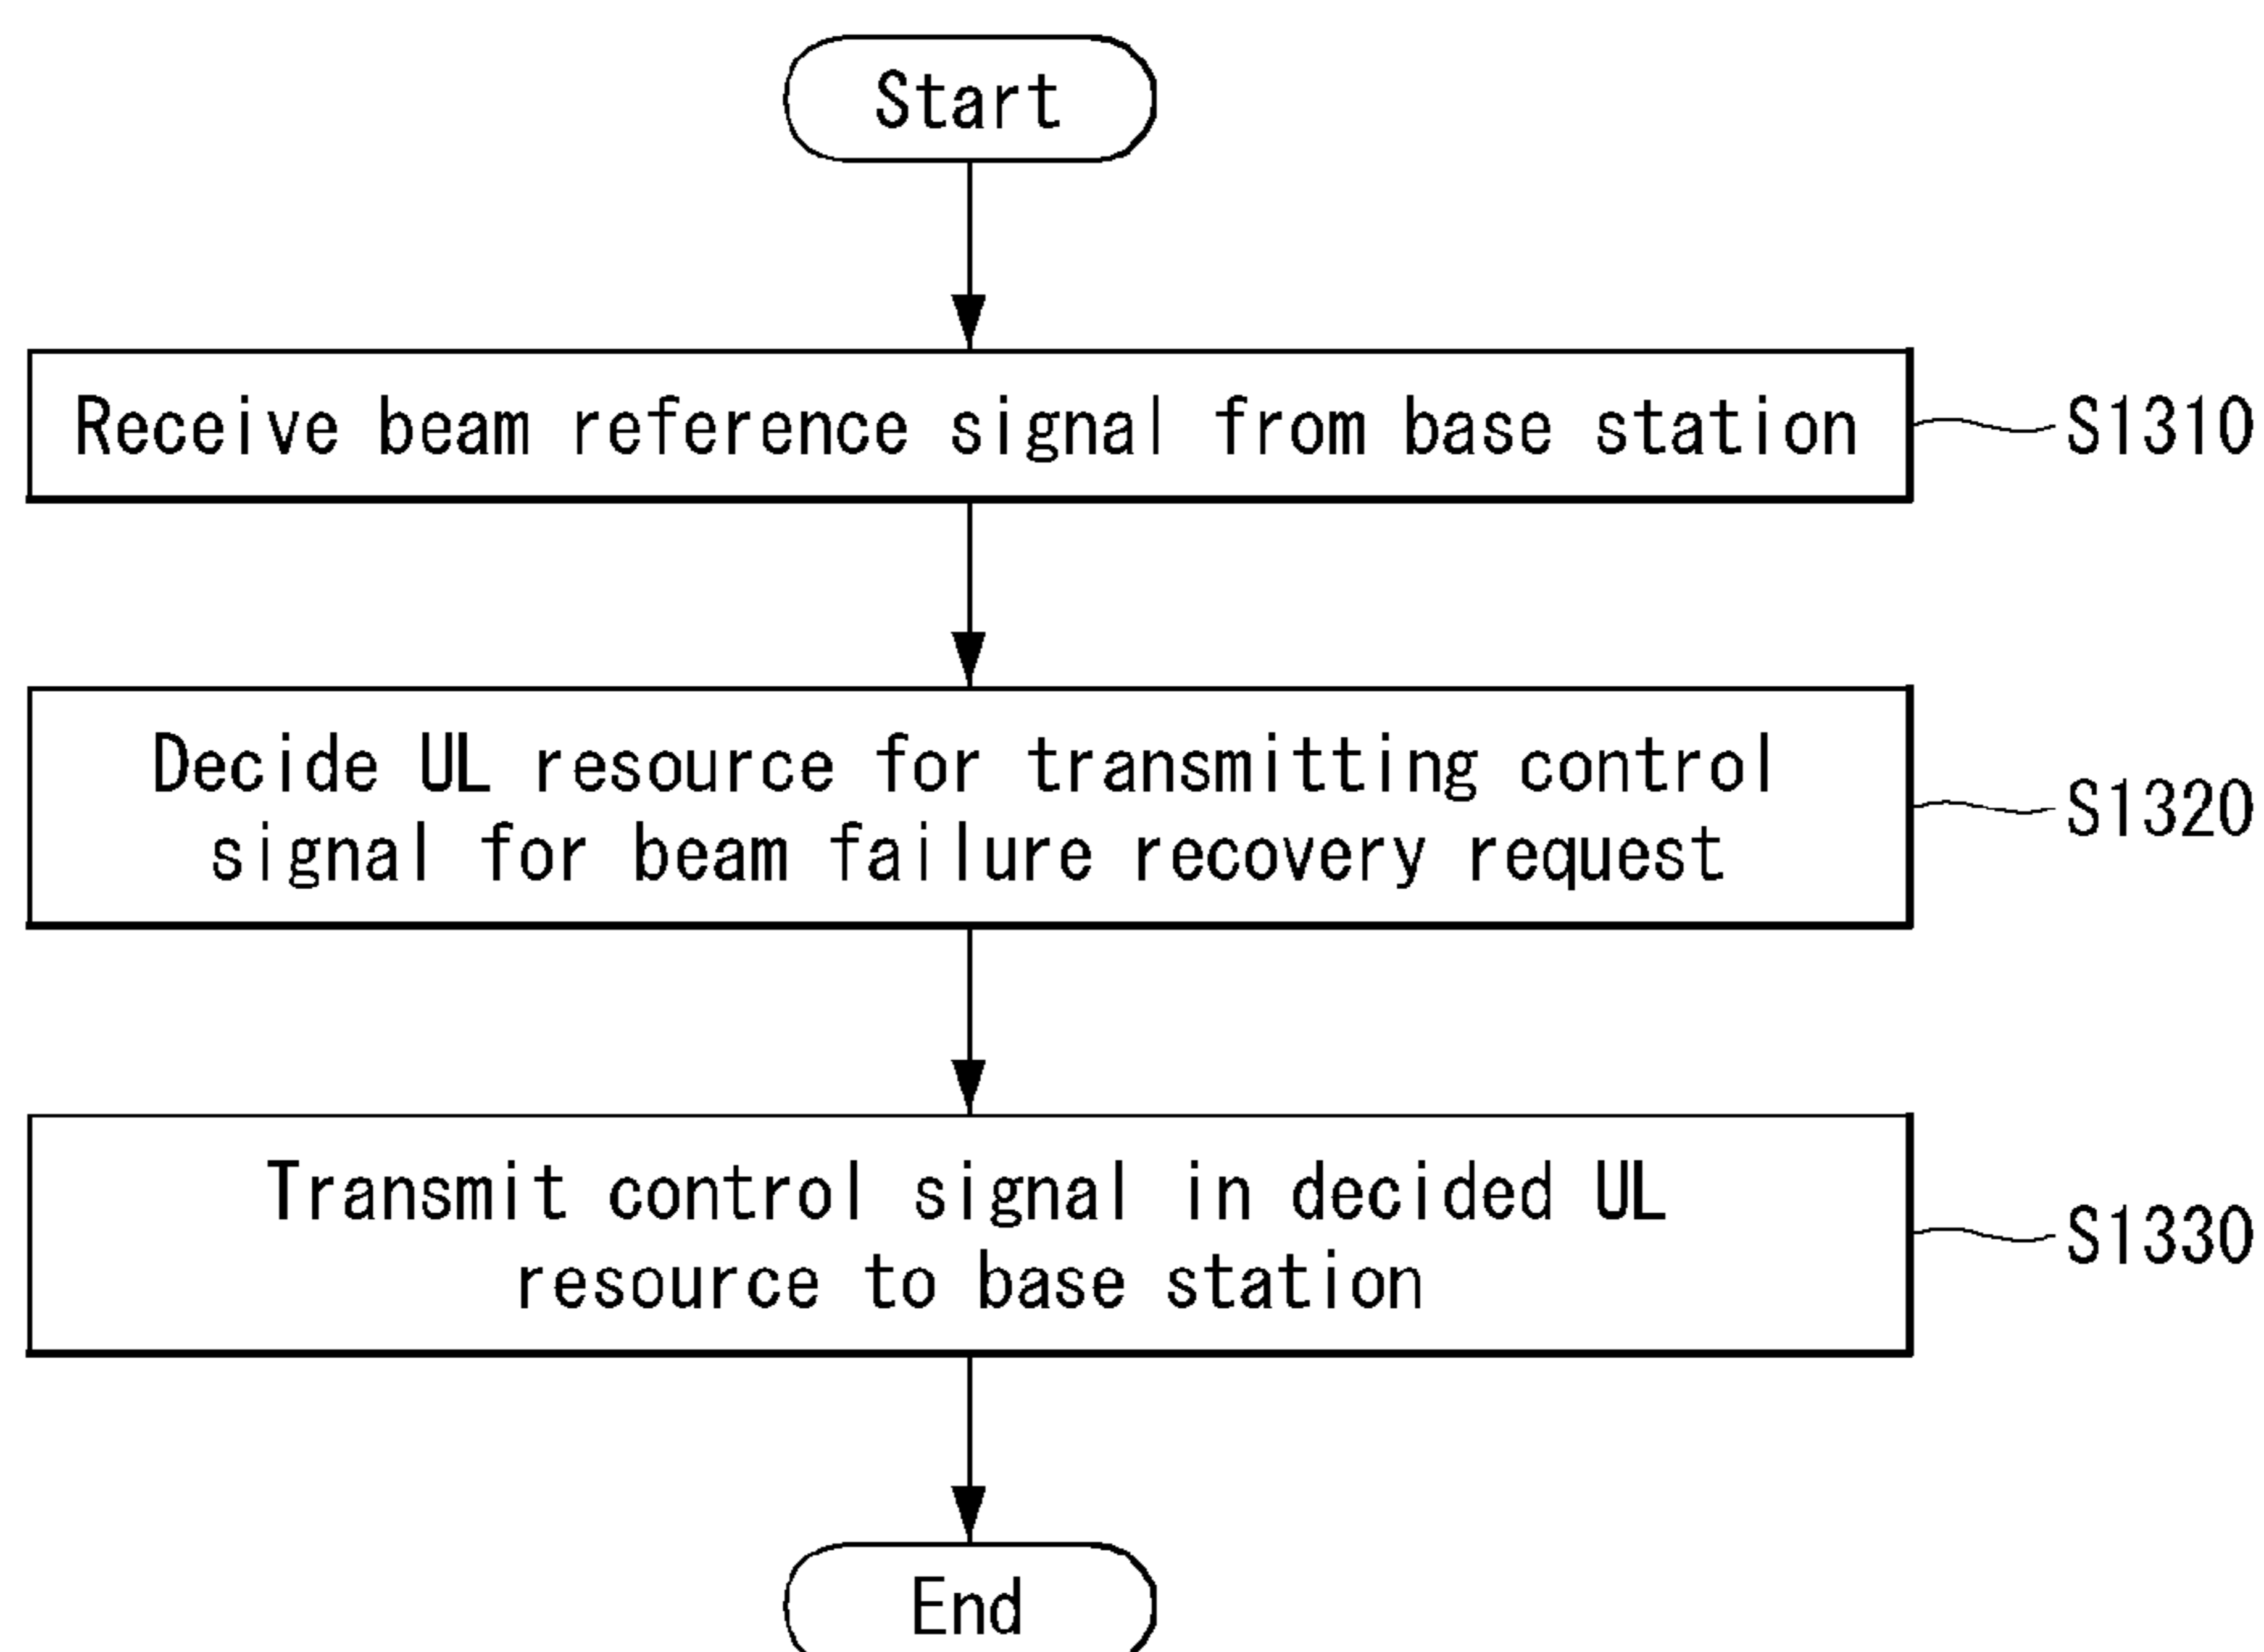 Start
Receive beam reference signal from base station
S1310
Decide UL resource for transmitting control
signal for beam failure recovery request
S1320
Transmit control signal in decided UL
resource to base station
S1330
End